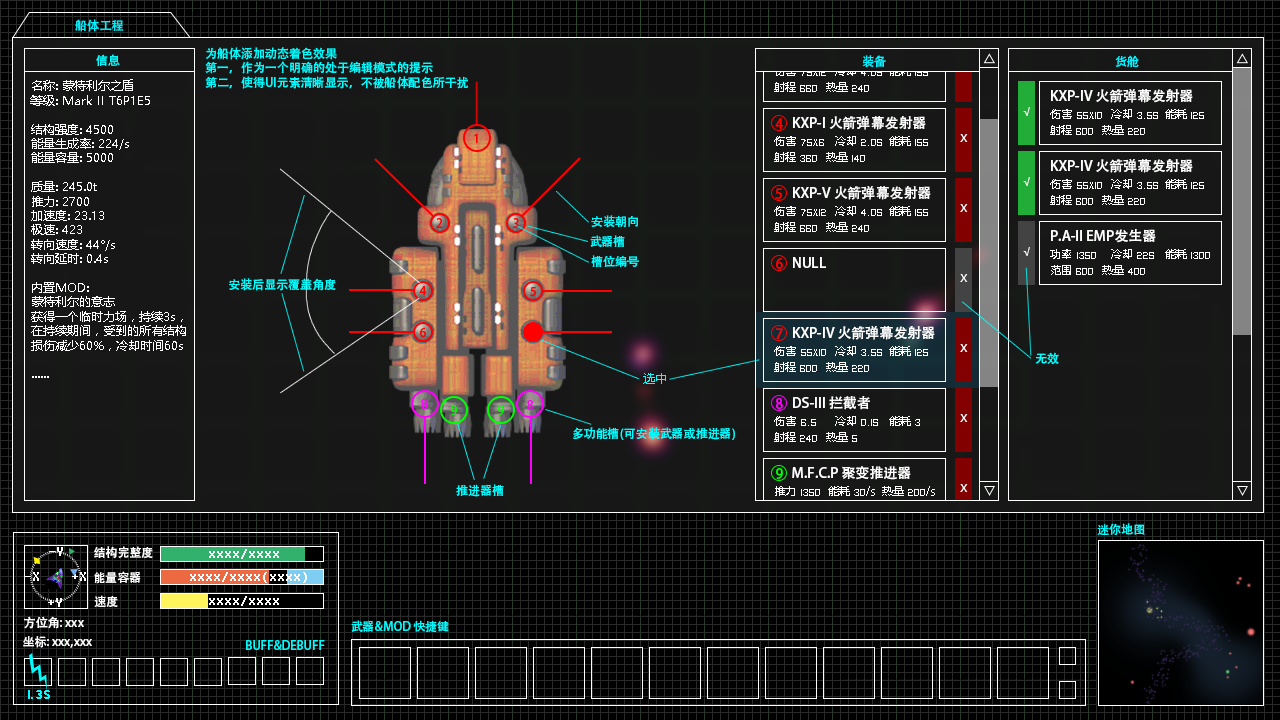 船体工程
信息
名称: 蒙特利尔之盾
等级: Mark II T6P1E5
结构强度: 4500
能量生成率: 224/s
能量容量: 5000
质量: 245.0t
推力: 2700
加速度: 23.13
极速: 423
转向速度: 44°/s
转向延时: 0.4s
内置MOD:
蒙特利尔的意志
获得一个临时力场，持续3s，
在持续期间，受到的所有结构
损伤减少60%，冷却时间60s
......
为船体添加动态着色效果
第一，作为一个明确的处于编辑模式的提示
第二，使得UI元素清晰显示，不被船体配色所干扰
1
2
3
4
5
6
8
9
9
8
安装朝向
武器槽
槽位编号
安装后显示覆盖角度
选中
多功能槽(可安装武器或推进器)
推进器槽
装备
伤害 75X12 冷却 4.0S 能耗 155
射程 660 热量 240
④ KXP-I 火箭弹幕发射器
伤害 75X6 冷却 2.0S 能耗 155
射程 360 热量 140
X
⑤ KXP-V 火箭弹幕发射器
伤害 75X12 冷却 4.0S 能耗 155
射程 660 热量 240
X
⑥ NULL
X
⑦ KXP-IV 火箭弹幕发射器
伤害 55X10 冷却 3.5S 能耗 125
射程 600 热量 220
X
⑧ DS-III 拦截者
伤害 6.5 冷却 0.1S 能耗 3
射程 240 热量 5
X
⑨ M.F.C.P 聚变推进器
推力 1350 能耗 30/S 热量 200/S
X
货舱
√
KXP-IV 火箭弹幕发射器
伤害 55X10 冷却 3.5S 能耗 125
射程 600 热量 220
√
KXP-IV 火箭弹幕发射器
伤害 55X10 冷却 3.5S 能耗 125
射程 600 热量 220
√
P.A-II EMP发生器
功率 1350 冷却 22S 能耗 1300
范围 600 热量 400
无效
-Y
-X
X
+Y
结构完整度
xxxx/xxxx
能量容器
xxxx/xxxx(xxxx)
速度
xxxx/xxxx
方位角: xxx
坐标: xxx,xxx
BUFF&DEBUFF
1.3S
武器&MOD 快捷键
迷你地图